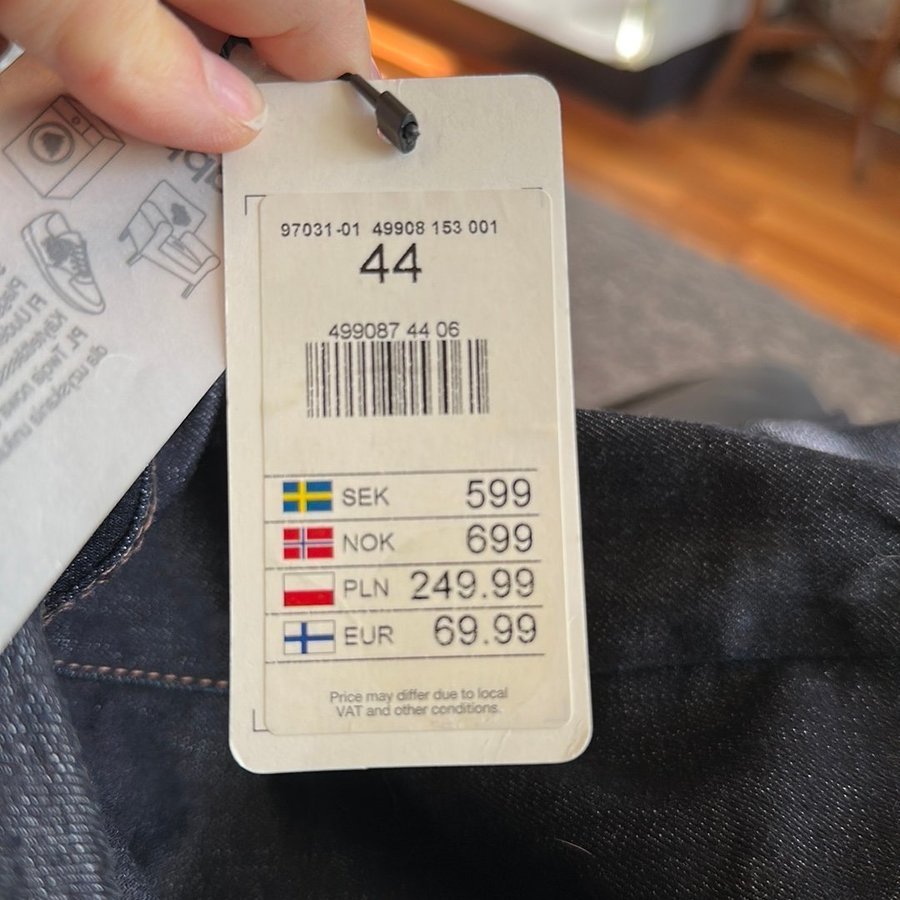 97031-01 49908 153 001
44
499087 44 06
SEK 599
NOK 699
PLN 249.99
EUR 69.99
Price may differ due to local
VAT and other conditions.